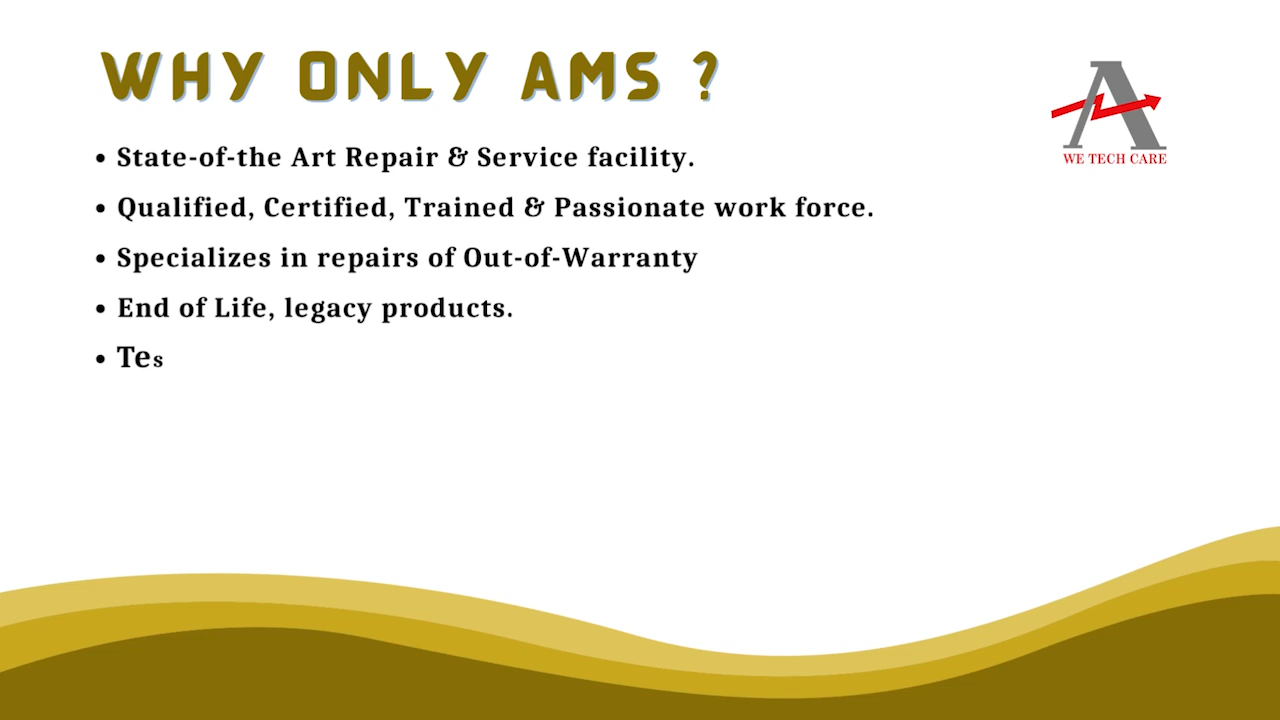 WHY ONLY AMS ?
• State-of-the Art Repair & Service facility.
• Qualified, Certified, Trained & Passionate work force.
• Specializes in repairs of Out-of-Warranty
• End of Life, legacy products.
• Tes
A
WE TECH CARE